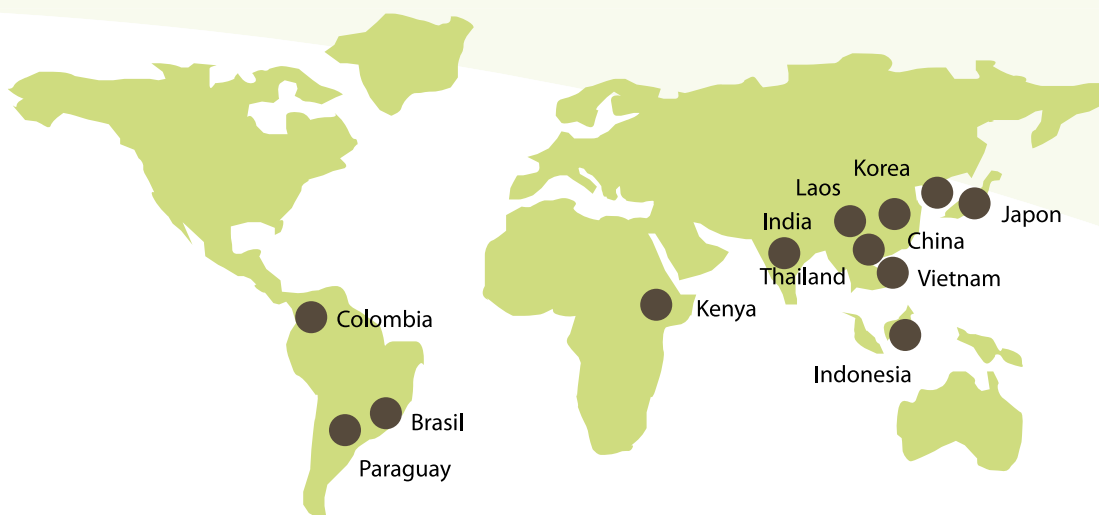 Korea
Laos
Japon
India
China
Thailand
Vietnam
Kenya
Colombia
Indonesia
Brasil
Paraguay